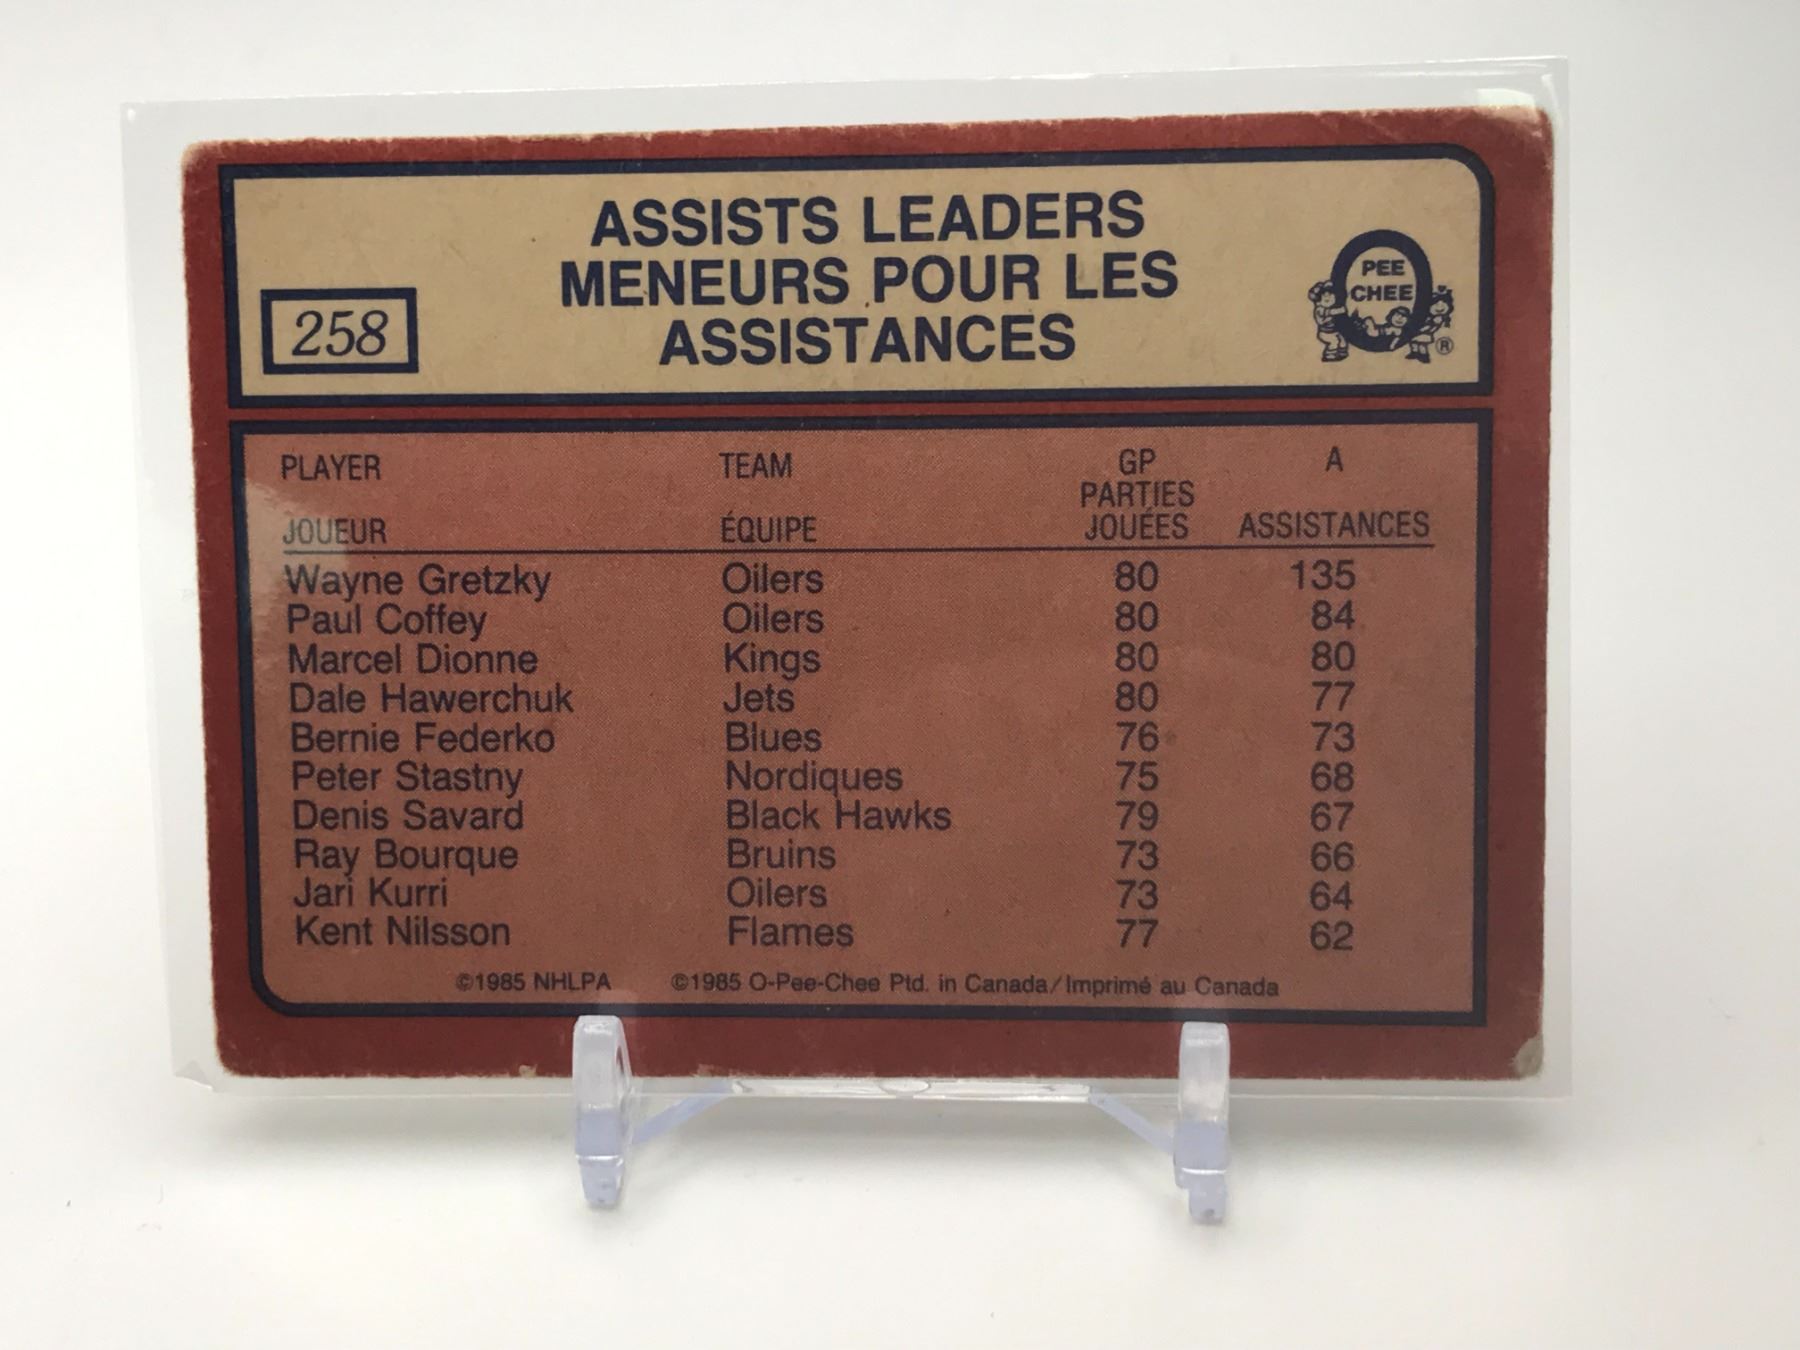 ASSISTS LEADERS
MENEURS POUR LES
ASSISTANCES
258
PEE
CHEE
®
PLAYER TEAM GP A
PARTIES
JOUEUR ÉQUIPE JOUÉES ASSISTANCES
Wayne Gretzky Oilers 80 135
Paul Coffey Oilers 80 84
Marcel Dionne Kings 80 80
Dale Hawerchuk Jets 80 77
Bernie Federko Blues 76 73
Peter Stastny Nordiques 75 68
Denis Savard Black Hawks 79 67
Ray Bourque Bruins 73 66
Jari Kurri Oilers 73 64
Kent Nilsson Flames 77 62
©1985 NHLPA ©1985 O-Pee-Chee Ptd. in Canada/Imprimé au Canada